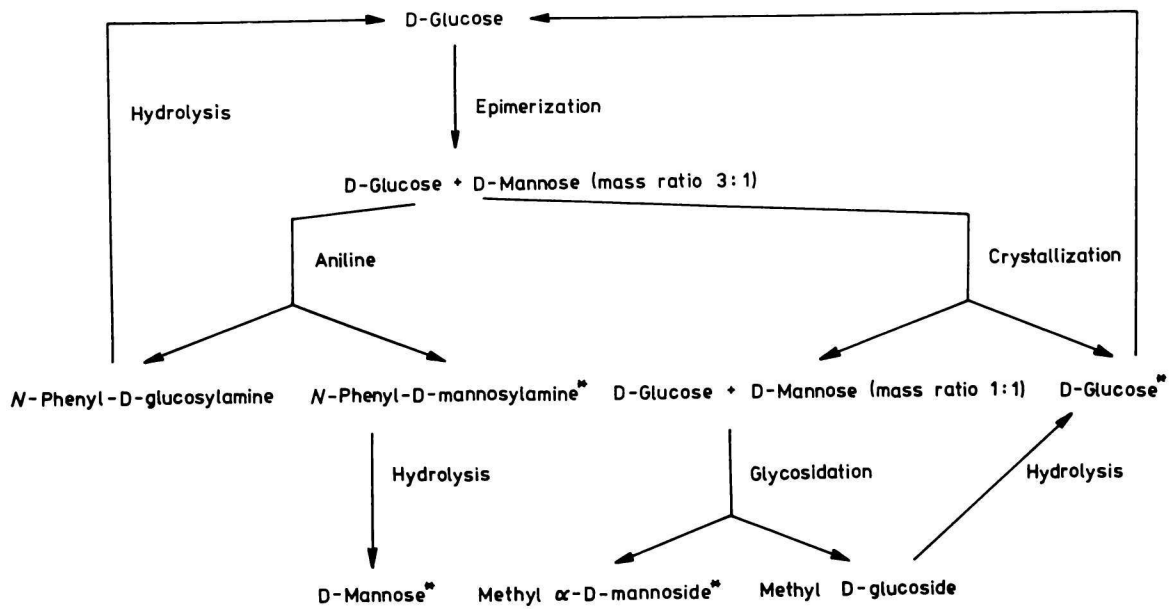 D-Glucose
Hydrolysis
Epimerization
D-Glucose + D-Mannose (mass ratio 3:1)
Aniline
Crystallization
N-Phenyl-D-glucosylamine N-Phenyl-D-mannosylamine* D-Glucose + D-Mannose (mass ratio 1:1) D-Glucose*
Hydrolysis
Glycosidation
Hydrolysis
D-Mannose* Methyl α-D-mannoside* Methyl D-glucoside